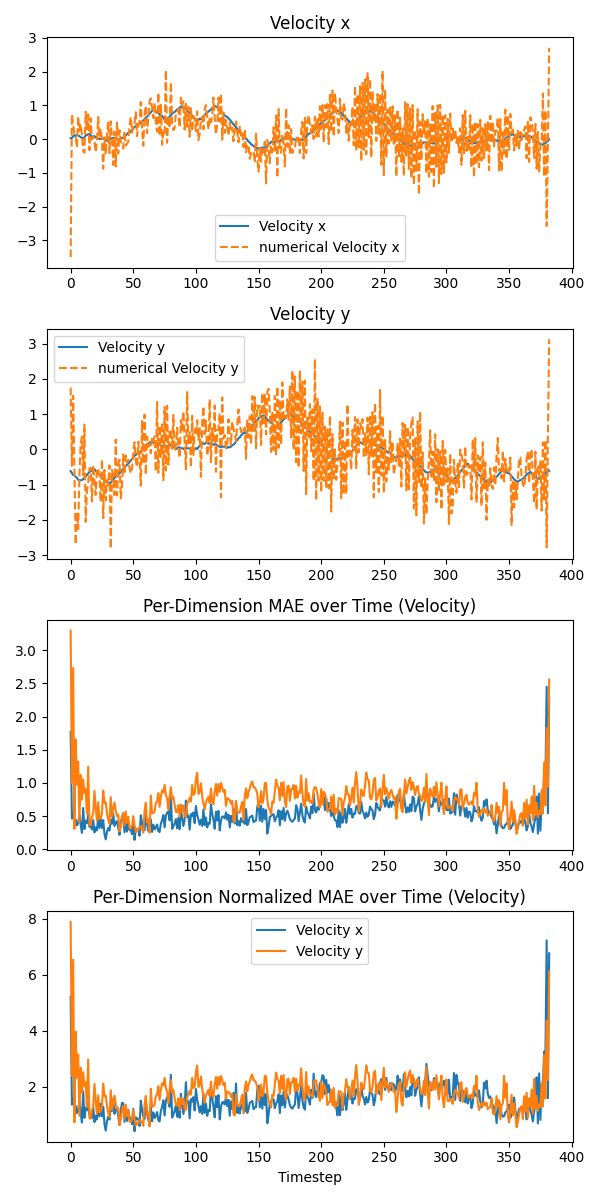 Velocity x
3
2
1
0
−1
−2
−3
Velocity x
numerical Velocity x
0 50 100 150 200 250 300 350 400
Velocity y
3
2
1
0
−1
−2
−3
Velocity y
numerical Velocity y
0 50 100 150 200 250 300 350 400
Per-Dimension MAE over Time (Velocity)
3.0
2.5
2.0
1.5
1.0
0.5
0.0
0 50 100 150 200 250 300 350 400
Per-Dimension Normalized MAE over Time (Velocity)
8
6
4
2
Velocity x
Velocity y
0 50 100 150 200 250 300 350 400
Timestep